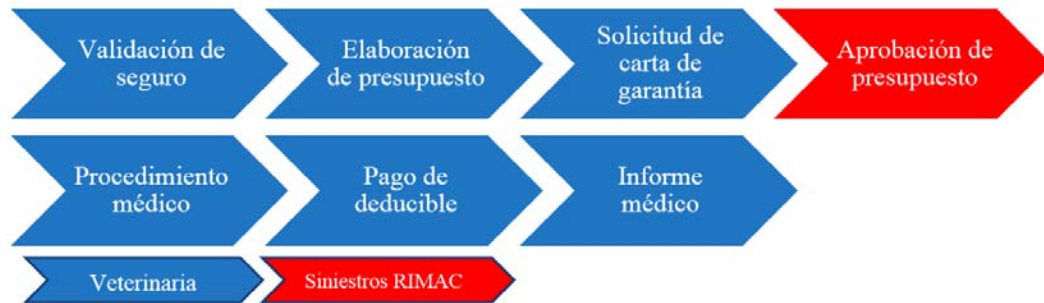 Validación de
seguro
Elaboración
de presupuesto
Solicitud de
carta de
garantía
Aprobación de
presupuesto
Procedimiento
médico
Pago de
deducible
Informe
médico
Veterinaria
Siniestros RIMAC